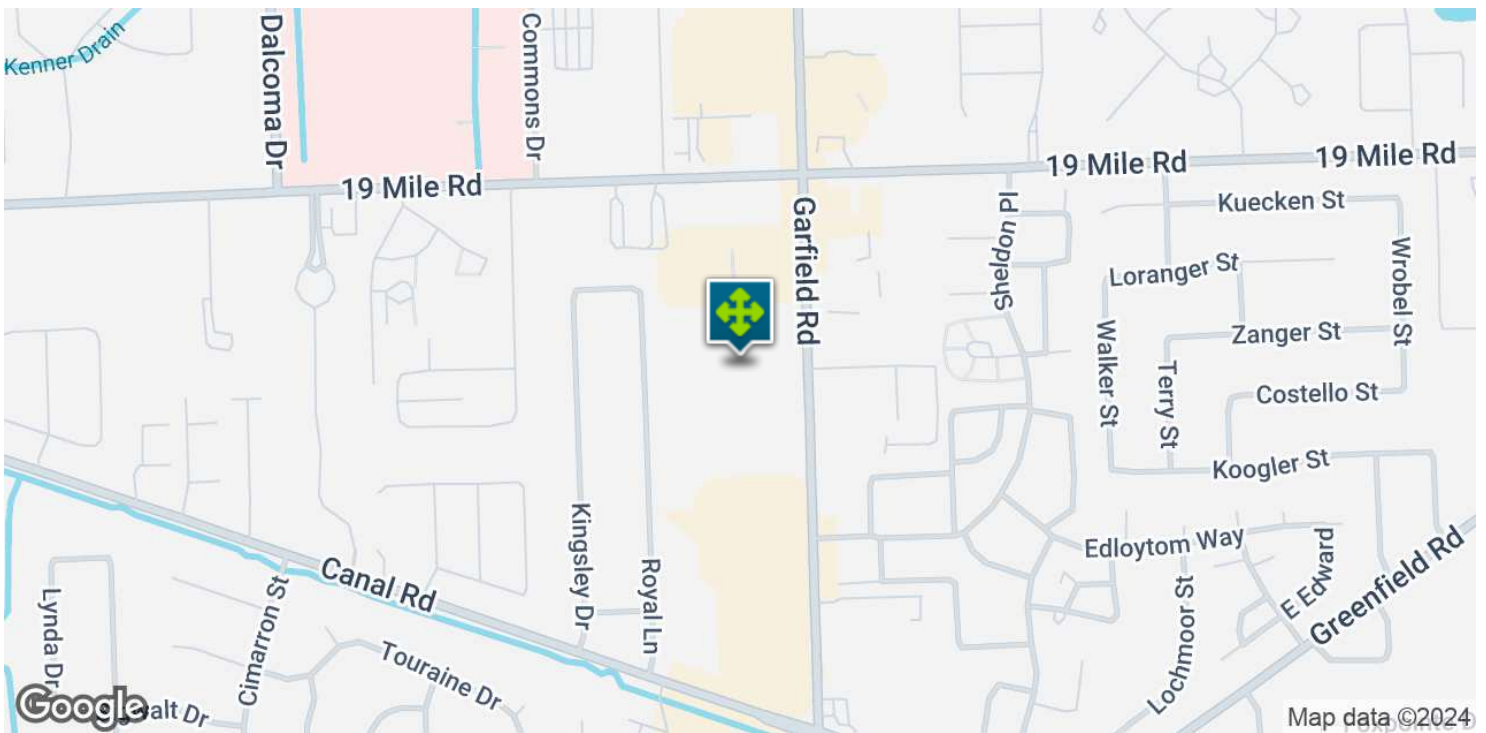 Kenner Drain
Dalcoma Dr
Commons Dr
19 Mile Rd
19 Mile Rd
19 Mile Rd
Garfield Rd
Sheldon Pl
Kuecken St
Loranger St
Wrobel St
Zanger St
Walker St
Terry St
Costello St
Koogler St
Kingsley Dr
Royal Ln
Canal Rd
Edloytom Way
E Edward
Greenfield Rd
Lochmoor St
Lynda Dr
Cimarron St
Touraine Dr
Google
Dr
Map data ©2024